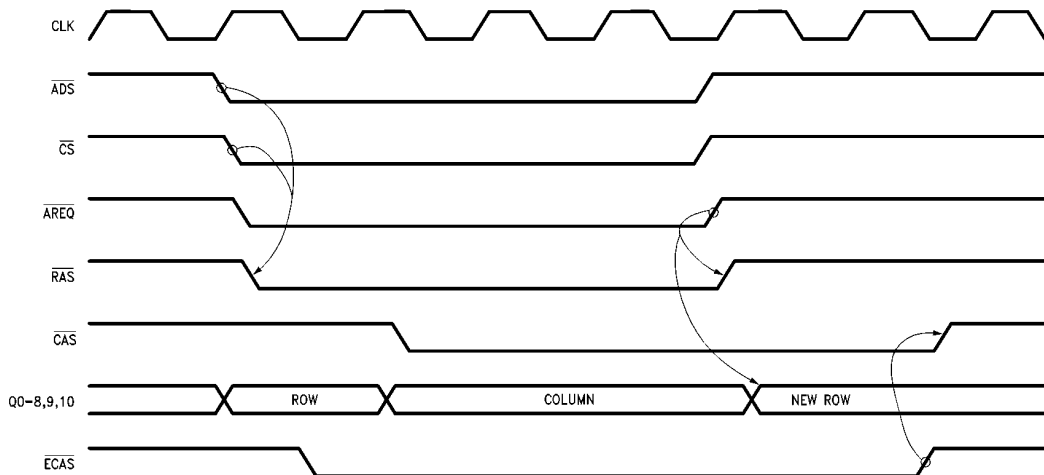 CLK
ADS
CS
AREQ
RAS
CAS
Q0-8,9,10 ROW COLUMN NEW ROW
ECAS